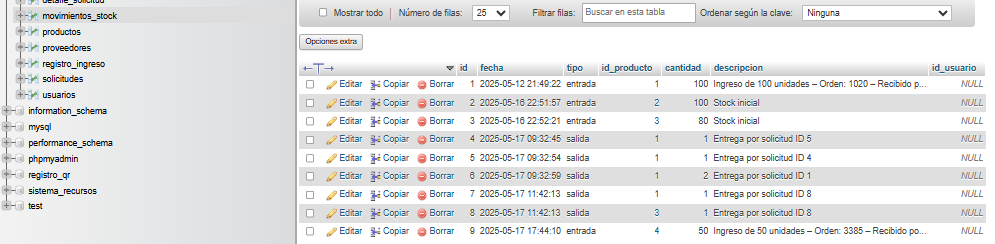 detalle_solicitud
movimientos_stock
productos
proveedores
registro_ingreso
solicitudes
usuarios
information_schema
mysql
performance_schema
phpmyadmin
registro_qr
sistema_recursos
test
Mostrar todo | Número de filas: 25 Filtrar filas: Buscar en esta tabla Ordenar según la clave: Ninguna
Opciones extra
←T→ id fecha tipo id_producto cantidad descripcion id_usuario
Editar Copiar Borrar 1 2025-05-12 21:49:22 entrada 1 100 Ingreso de 100 unidades – Orden: 1020 – Recibido p... NULL
Editar Copiar Borrar 2 2025-05-16 22:51:57 entrada 2 100 Stock inicial NULL
Editar Copiar Borrar 3 2025-05-16 22:52:21 entrada 3 80 Stock inicial NULL
Editar Copiar Borrar 4 2025-05-17 09:32:45 salida 1 1 Entrega por solicitud ID 5 NULL
Editar Copiar Borrar 5 2025-05-17 09:32:54 salida 1 1 Entrega por solicitud ID 4 NULL
Editar Copiar Borrar 6 2025-05-17 09:32:59 salida 1 2 Entrega por solicitud ID 1 NULL
Editar Copiar Borrar 7 2025-05-17 11:42:13 salida 1 1 Entrega por solicitud ID 8 NULL
Editar Copiar Borrar 8 2025-05-17 11:42:13 salida 3 1 Entrega por solicitud ID 8 NULL
Editar Copiar Borrar 9 2025-05-17 17:44:10 entrada 4 50 Ingreso de 50 unidades – Orden: 3385 – Recibido po... NULL